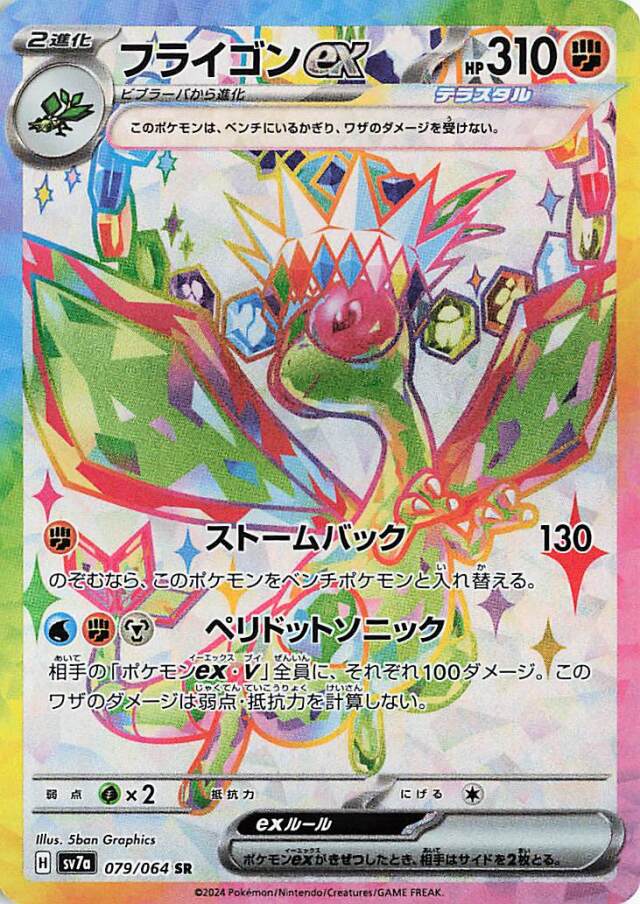 2進化
フライゴンex
HP310
ビブラーバから進化
テラスタル
このポケモンは、ベンチにいるかぎり、ワザのダメージを受けない。
ストームバック 130
のぞむなら、このポケモンをベンチポケモンと入れ替える。
ペリドットソニック
相手の「ポケモンex・V」全員に、それぞれ100ダメージ。この
ワザのダメージは弱点・抵抗力を計算しない。
弱点 ×2 抵抗力 にげる
exルール
ポケモンexがきぜつしたとき、相手はサイドを2枚とる。
Illus. 5ban Graphics
H sv7a 079/064 SR
©2024 Pokémon/Nintendo/Creatures/GAME FREAK.